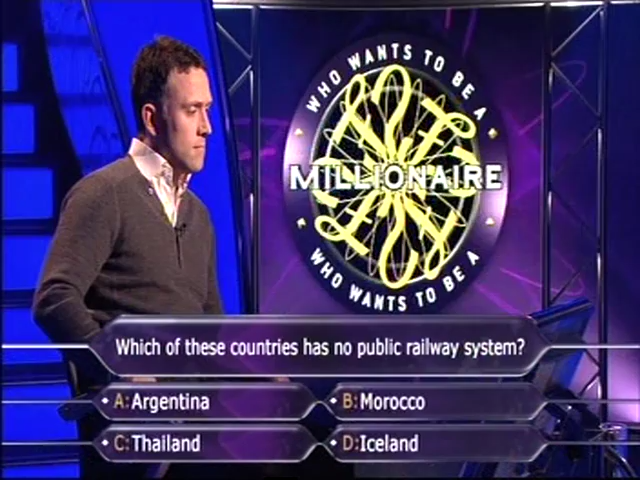 WHO WANTS TO BE A
MILLIONAIRE
WHO WANTS TO BE A
Which of these countries has no public railway system?
A: Argentina
B: Morocco
C: Thailand
D: Iceland